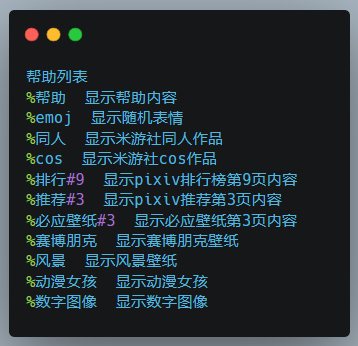 帮助列表
%帮助  显示帮助内容
%emoj  显示随机表情
%同人  显示米游社同人作品
%cos  显示米游社cos作品
%排行#9  显示pixiv排行榜第9页内容
%推荐#3  显示pixiv推荐第3页内容
%必应壁纸#3  显示必应壁纸第3页内容
%赛博朋克  显示赛博朋克壁纸
%风景  显示风景壁纸
%动漫女孩  显示动漫女孩
%数字图像  显示数字图像